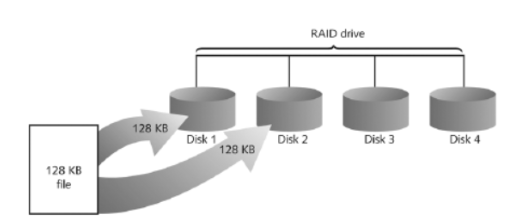 RAID drive
128 KB
Disk 1
128 KB
Disk 2
Disk 3
Disk 4
128 KB
file